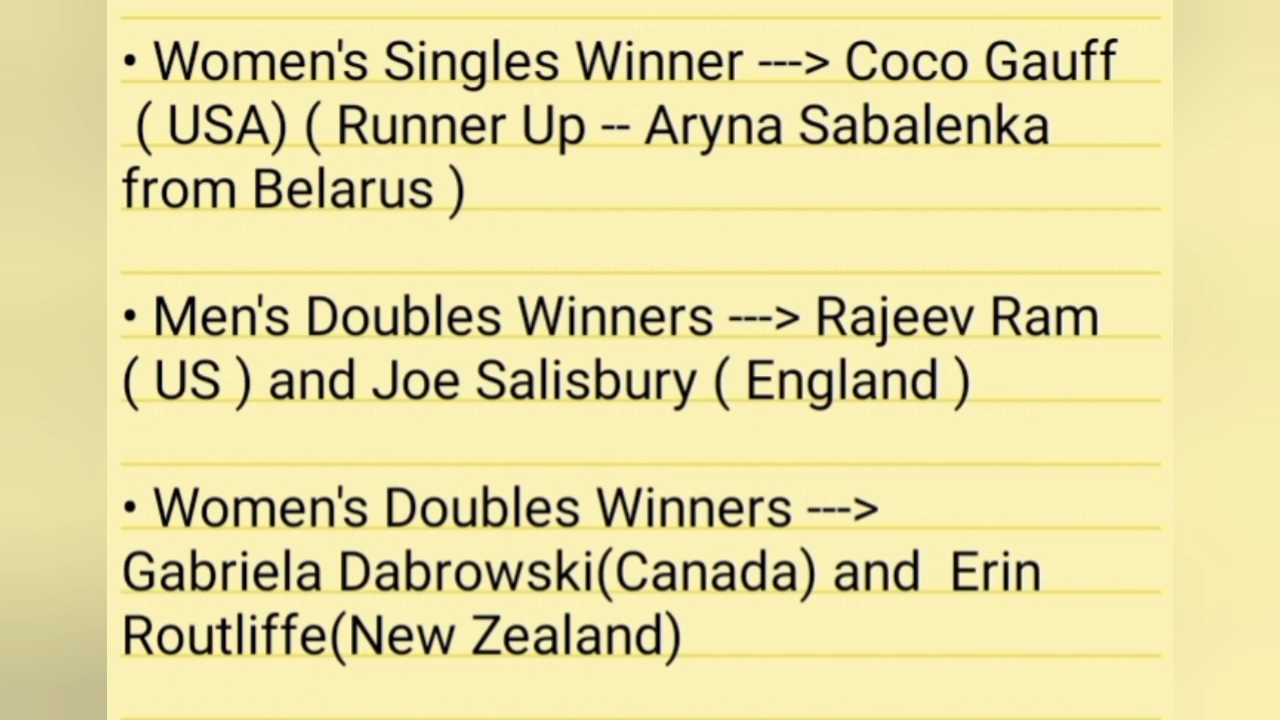 • Women's Singles Winner ---> Coco Gauff
( USA) ( Runner Up -- Aryna Sabalenka
from Belarus )
• Men's Doubles Winners ---> Rajeev Ram
( US ) and Joe Salisbury ( England )
• Women's Doubles Winners --->
Gabriela Dabrowski(Canada) and  Erin
Routliffe(New Zealand)